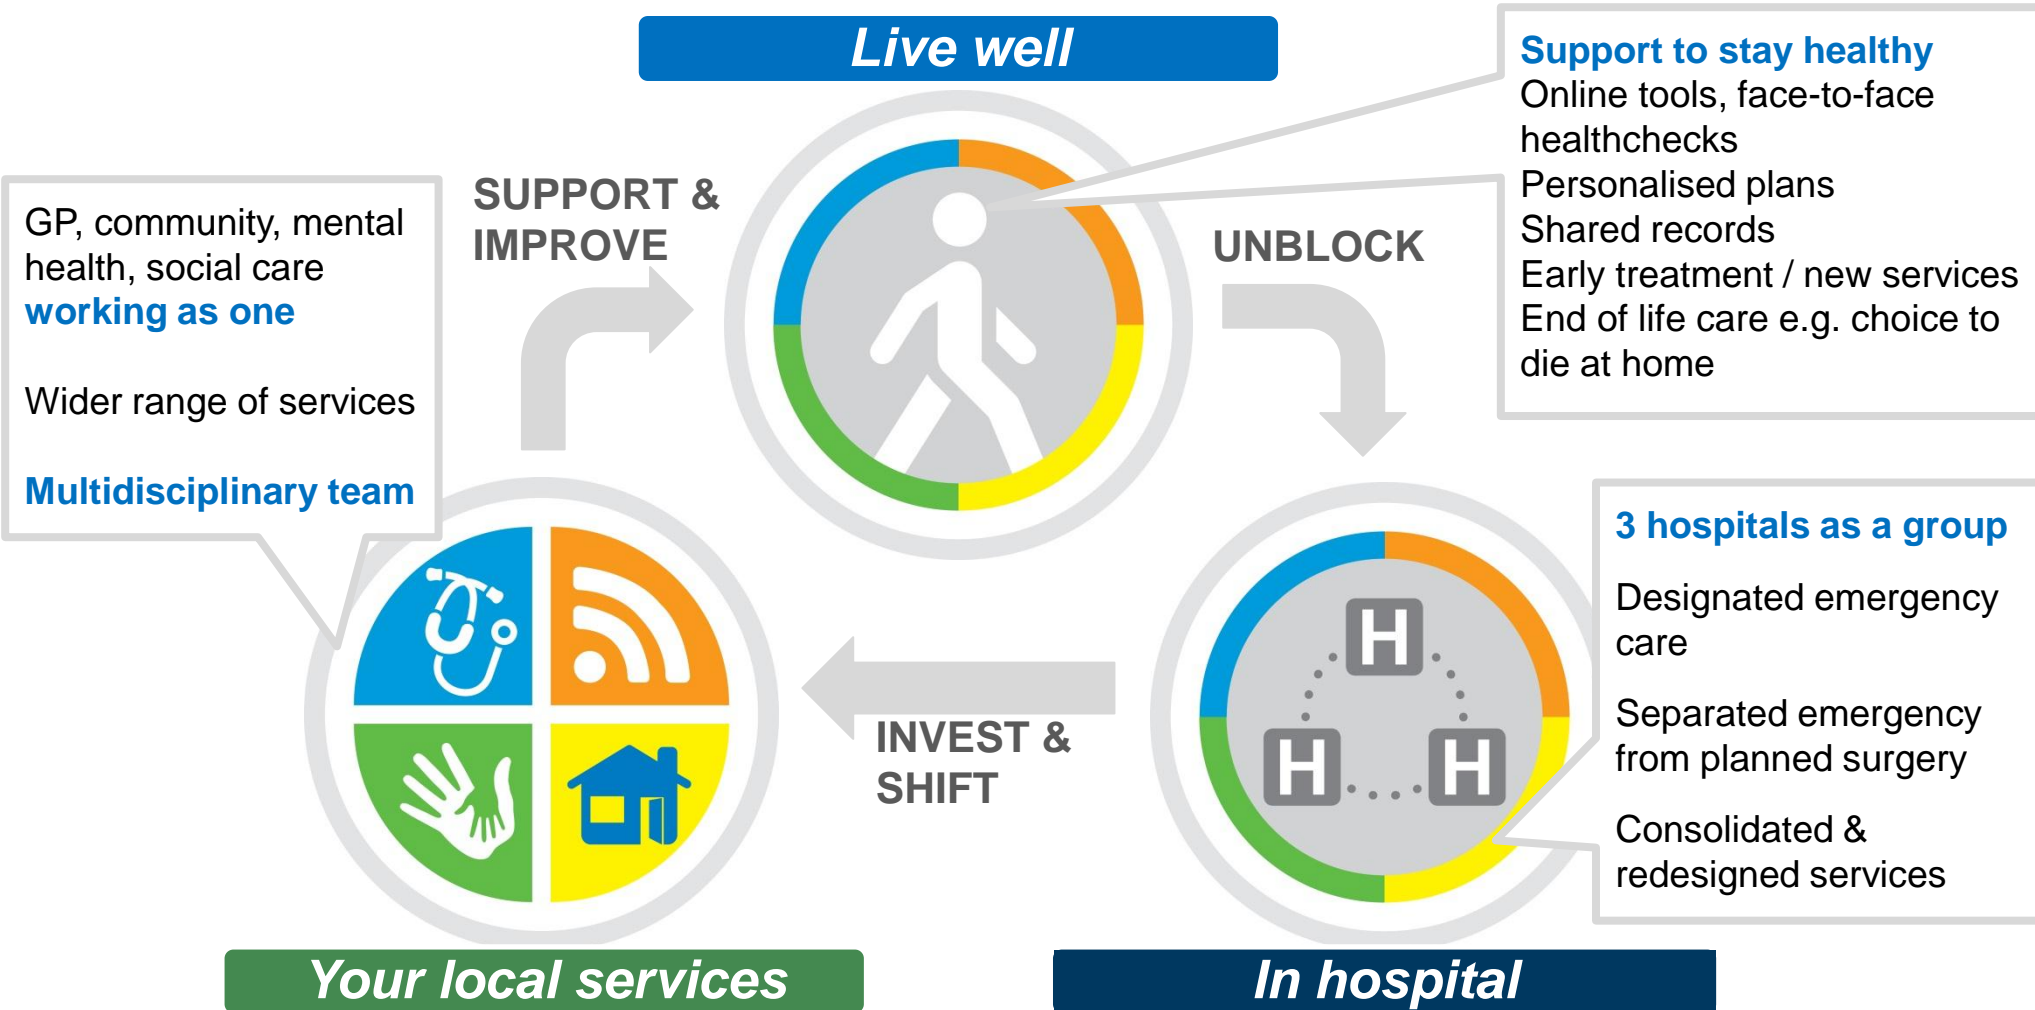 Live well
Support to stay healthy
Online tools, face-to-face
healthchecks
Personalised plans
Shared records
Early treatment / new services
End of life care e.g. choice to
die at home
SUPPORT &
IMPROVE
UNBLOCK
GP, community, mental
health, social care
working as one
Wider range of services
Multidisciplinary team
3 hospitals as a group
Designated emergency
care
Separated emergency
from planned surgery
Consolidated &
redesigned services
H
H
H
INVEST &
SHIFT
Your local services
In hospital